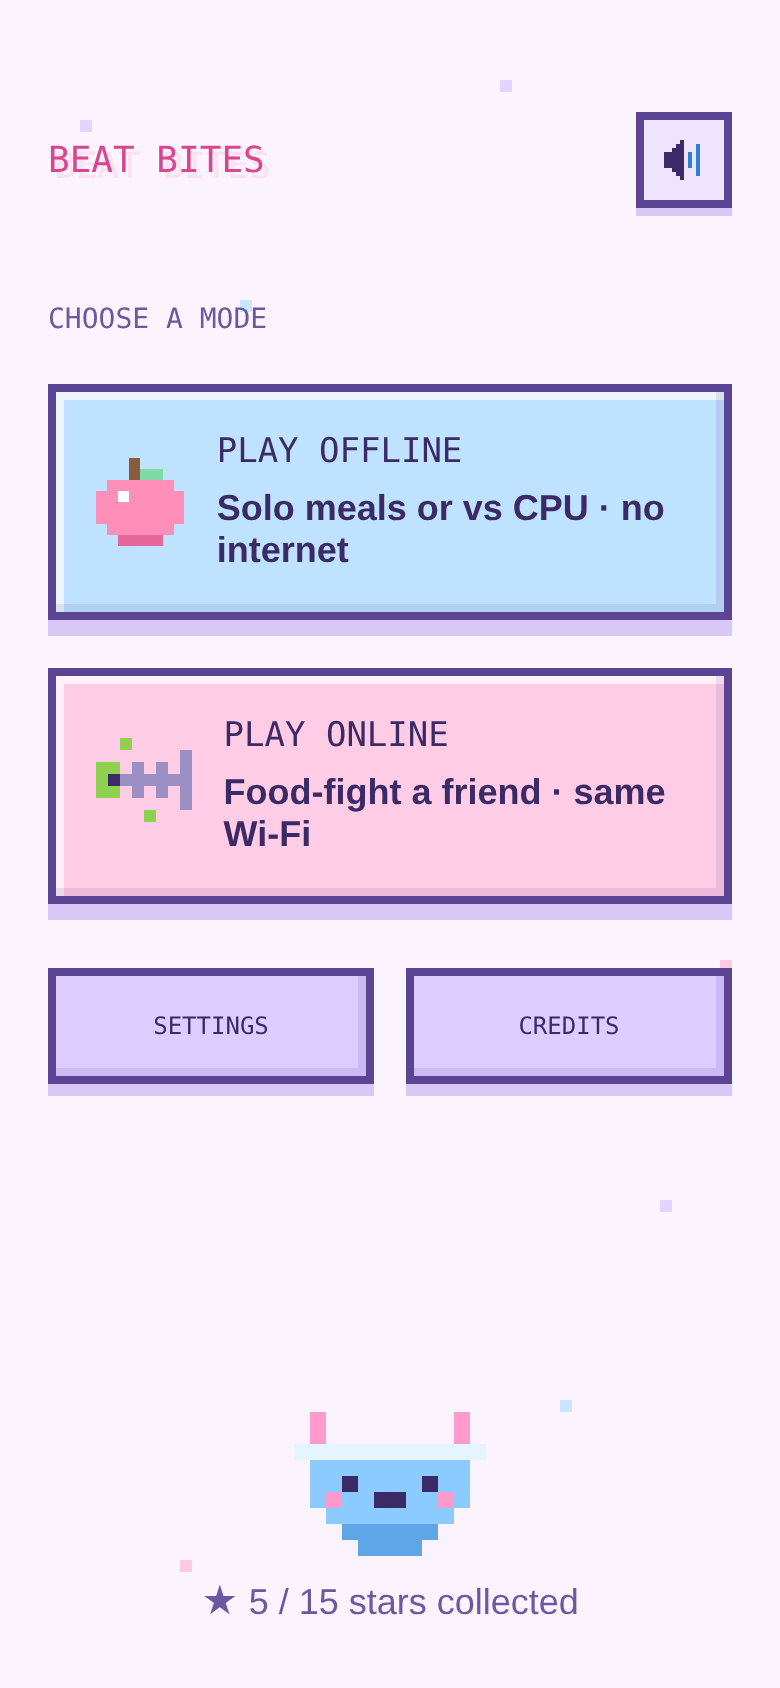 BEAT BITES
CHOOSE A MODE
PLAY OFFLINE
Solo meals or vs CPU · no
internet
PLAY ONLINE
Food-fight a friend · same
Wi-Fi
SETTINGS
CREDITS
★ 5 / 15 stars collected